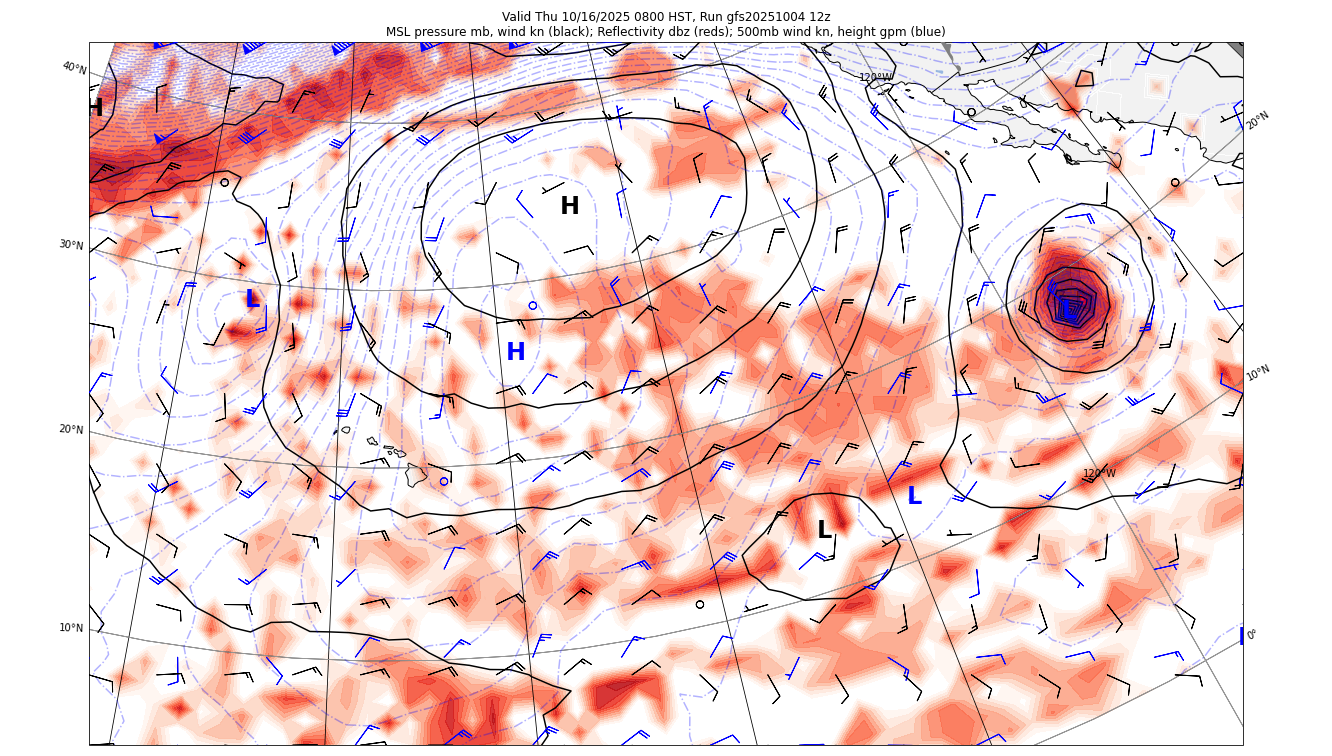 Valid Thu 10/16/2025 0800 HST, Run gfs20251004 12z
MSL pressure mb, wind kn (black); Reflectivity dbz (reds); 500mb wind kn, height gpm (blue)
40°N
120°W
H
20°N
H
30°N
L
L
H
10°N
20°N
120°W
L
L
10°N
0°